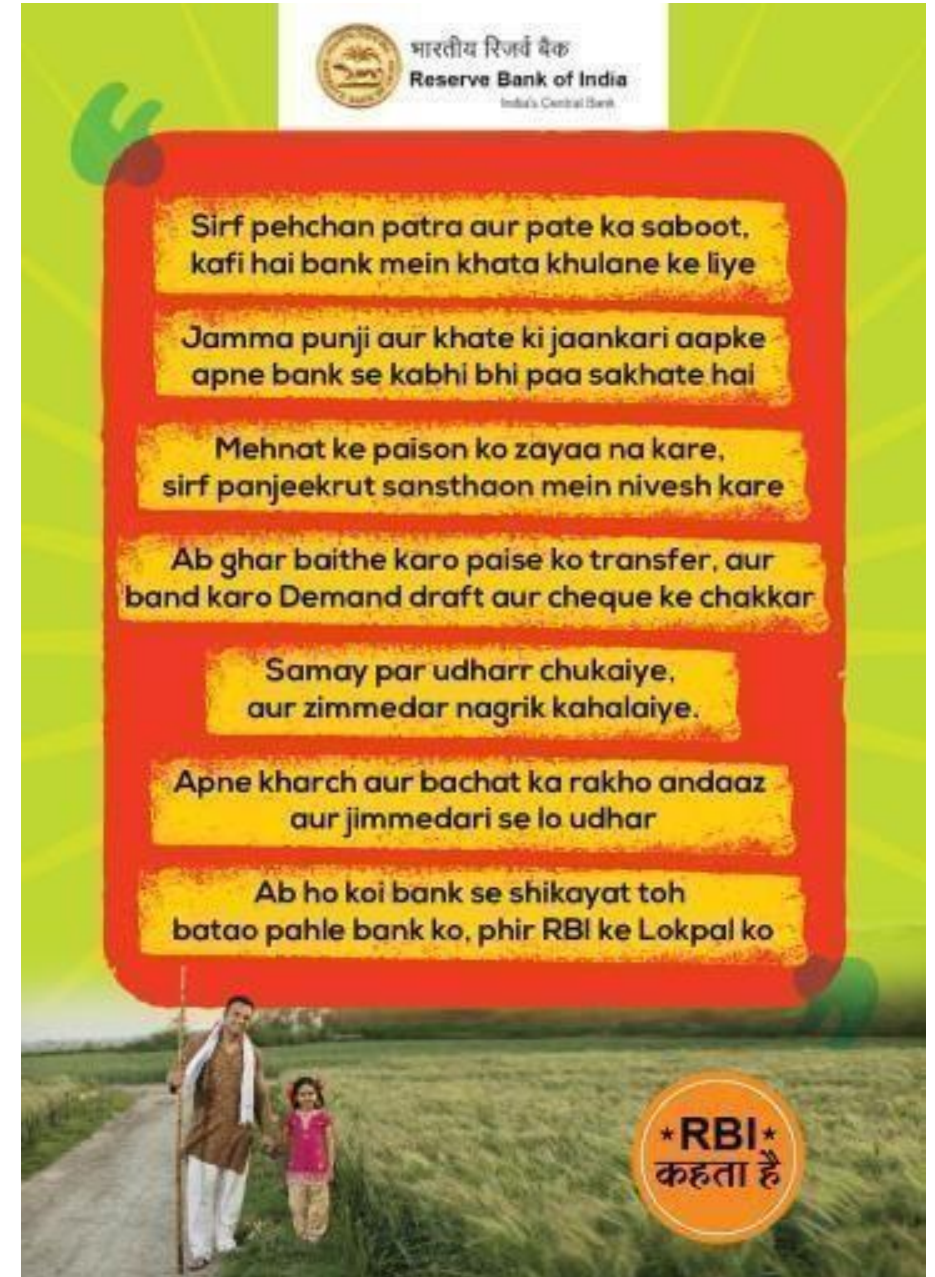 भारतीय रिज़र्व बैंक
Reserve Bank of India
India's Central Bank
Sirf pehchan patra aur pate ka saboot,
kafi hai bank mein khata khulane ke liye
Jamma punji aur khate ki jaankari aapke
apne bank se kabhi bhi paa sakhate hai
Mehnat ke paison ko zayaa na kare,
sirf panjeekrut sansthaon mein nivesh kare
Ab ghar baithe karo paise ko transfer, aur
band karo Demand draft aur cheque ke chakkar
Samay par udharr chukaiye,
aur zimmedar nagrik kahalaiye.
Apne kharch aur bachat ka rakho andaaz
aur jimmedari se lo udhar
Ab ho koi bank se shikayat toh
batao pahle bank ko, phir RBI ke Lokpal ko
RBI
कहता है